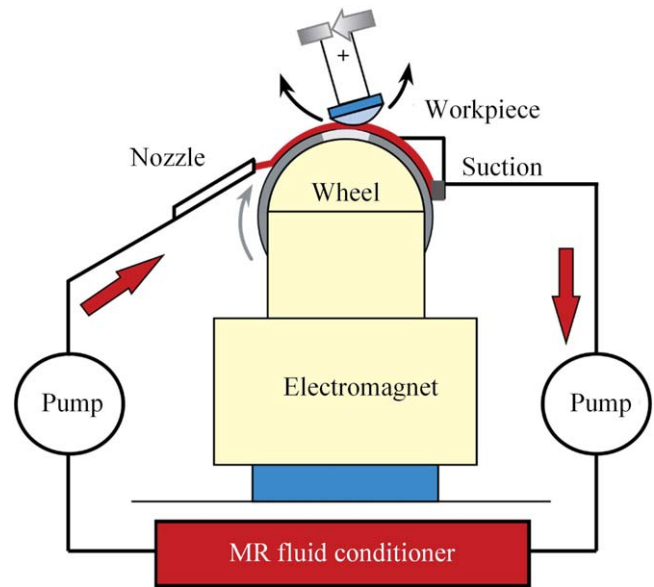 +
Workpiece
Nozzle
Suction
Wheel
Electromagnet
Pump
Pump
MR fluid conditioner